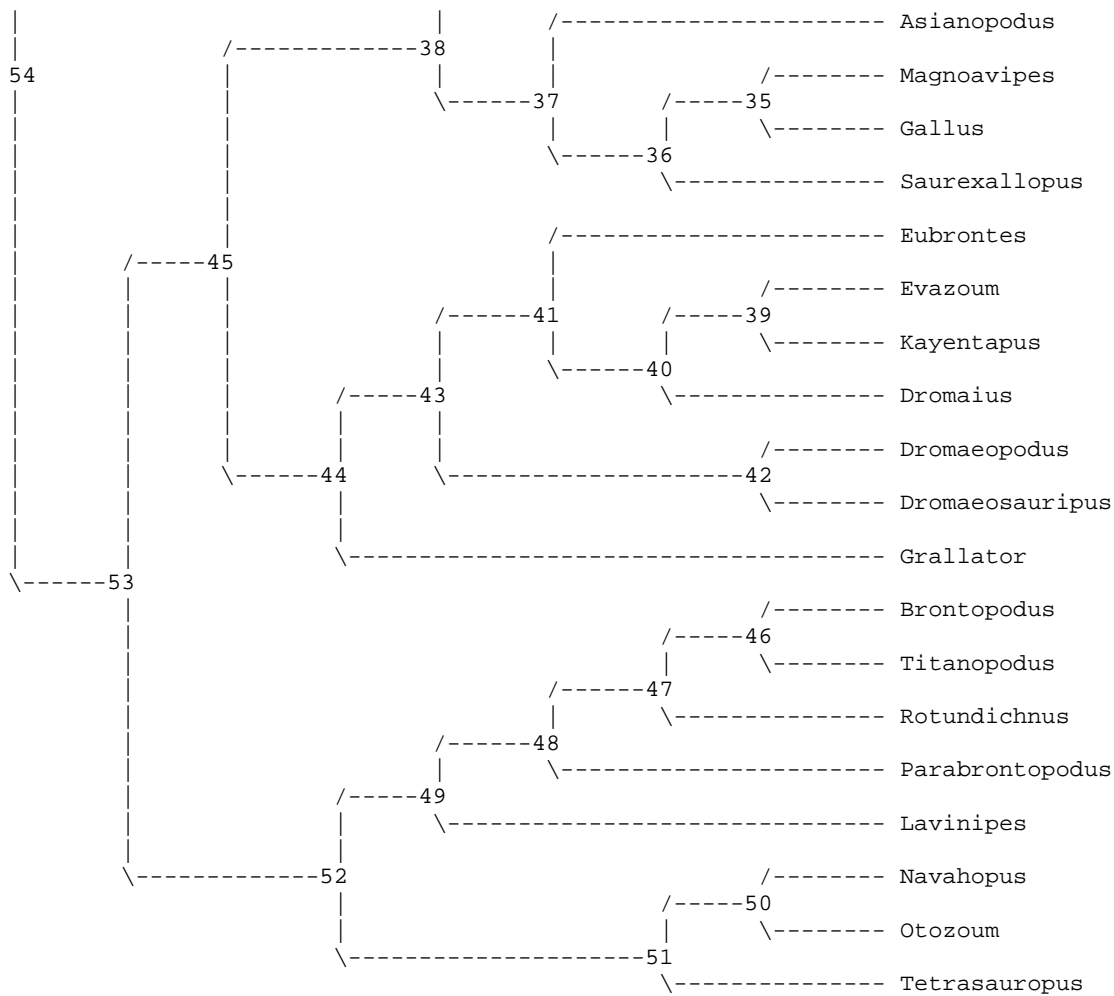 Asianopodus
38
54
Magnoavipes
37
35
Gallus
36
Saurexallopus
Eubrontes
45
Evazoum
41
39
Kayentapus
40
Dromaius
43
Dromaeopodus
44
42
Dromaeosauripus
Grallator
53
Brontopodus
46
Titanopodus
47
Rotundichnus
48
Parabrontopodus
49
Lavinipes
52
Navahopus
50
Otozoum
51
Tetrasauropus